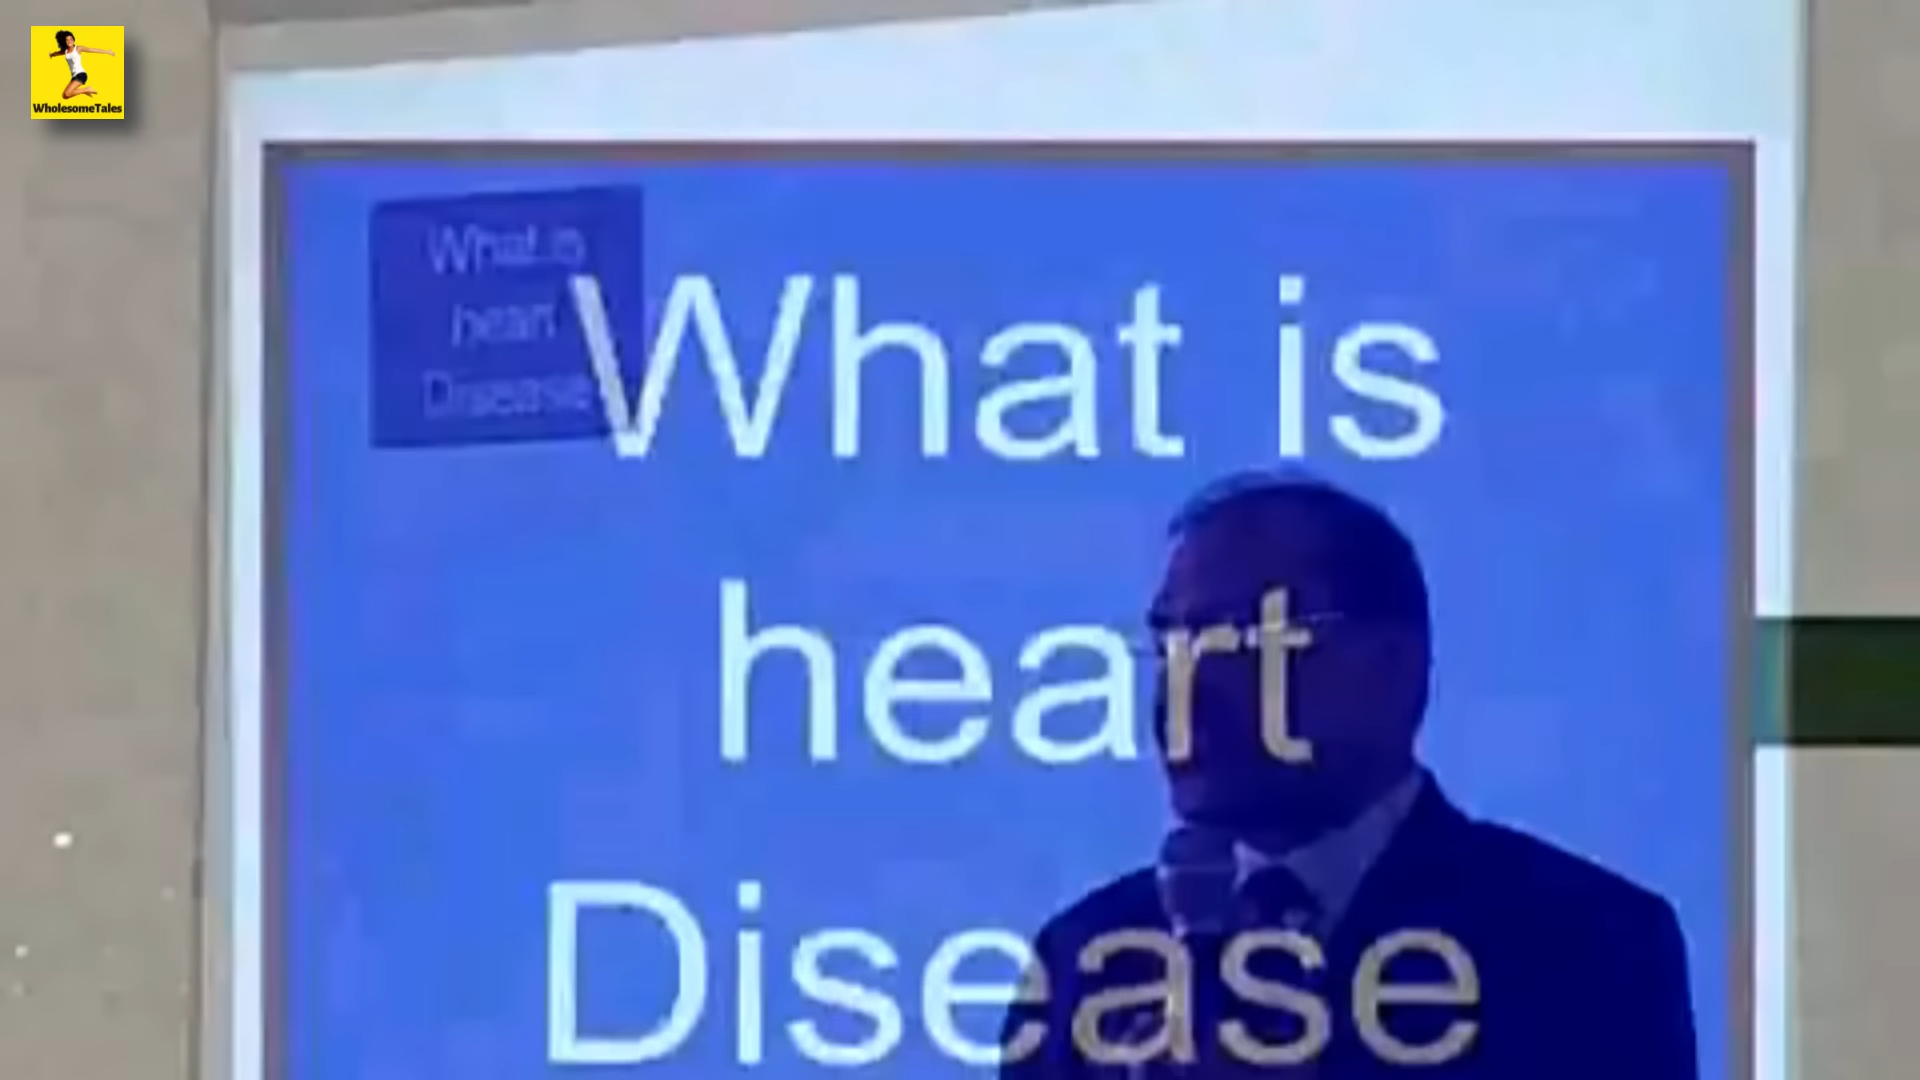 WholesomeTales
What is
heart
Disease
What is
heart
Disease